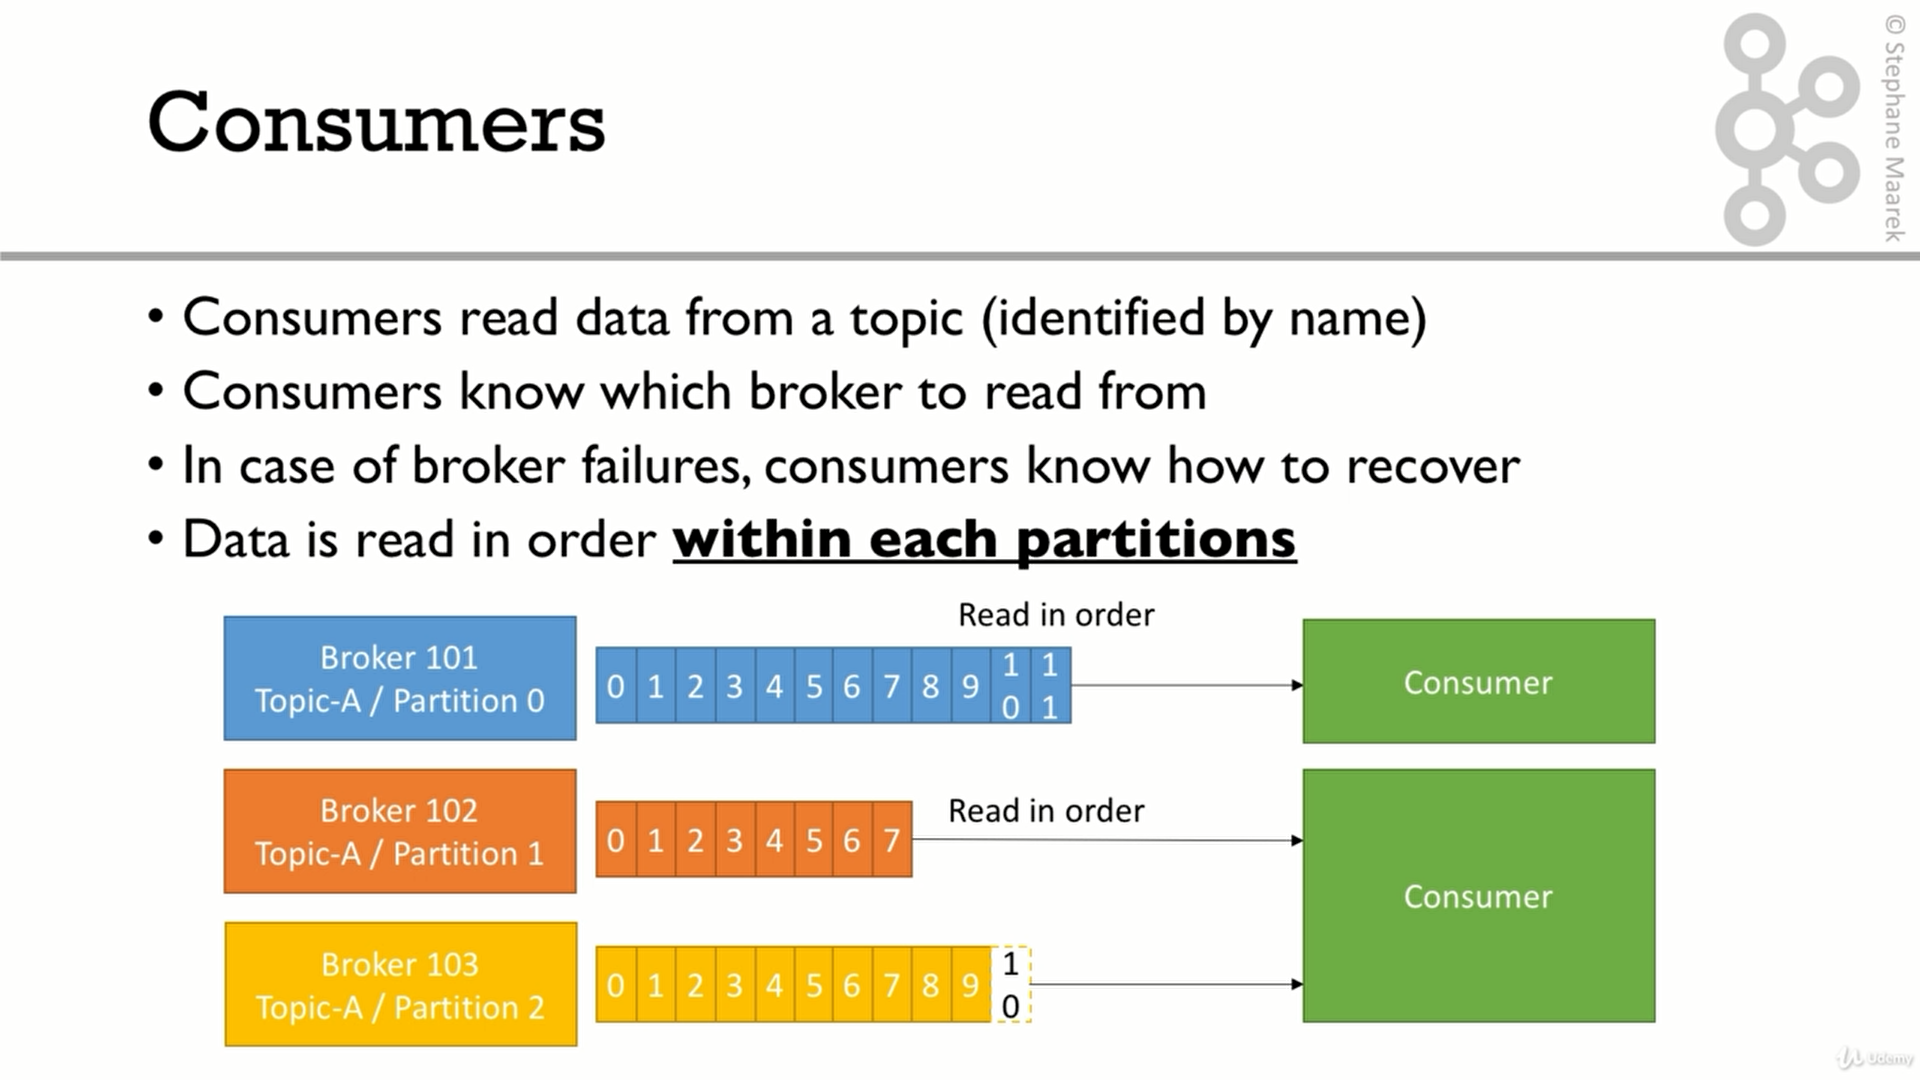 Consumers
© Stephane Maarek
• Consumers read data from a topic (identified by name)
• Consumers know which broker to read from
• In case of broker failures, consumers know how to recover
• Data is read in order within each partitions
Read in order
Broker 101
Topic-A / Partition 0
0 1 2 3 4 5 6 7 8 9 10 11
Consumer
Broker 102
Topic-A / Partition 1
0 1 2 3 4 5 6 7
Read in order
Consumer
Broker 103
Topic-A / Partition 2
0 1 2 3 4 5 6 7 8 9 10
Udemy